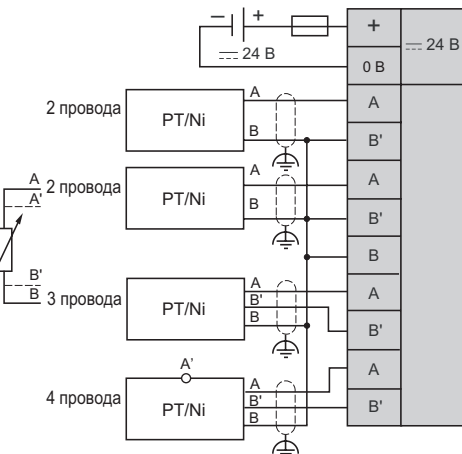 − +
+
⎓ 24 В
⎓ 24 В
0 В
2 провода
PT/Ni
A
B
A
B'
2 провода
PT/Ni
A
B
A
B'
A
A'
B'
B
B
3 провода
PT/Ni
A
B'
B
A
B'
A'
4 провода
PT/Ni
A
B'
B
A
B'